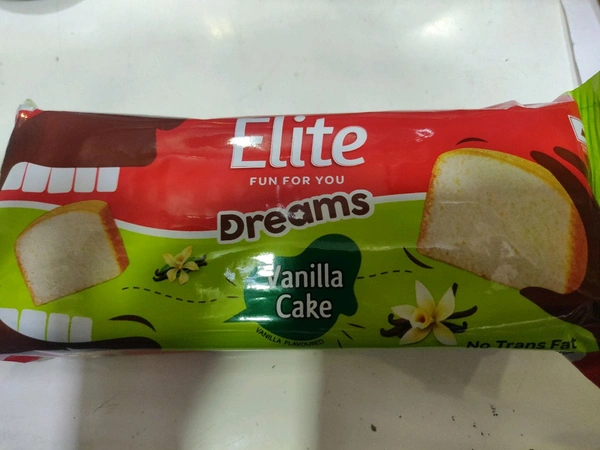 Elite
FUN FOR YOU
Dreams
Vanilla
Cake
VANILLA FLAVOURED
No Trans Fat